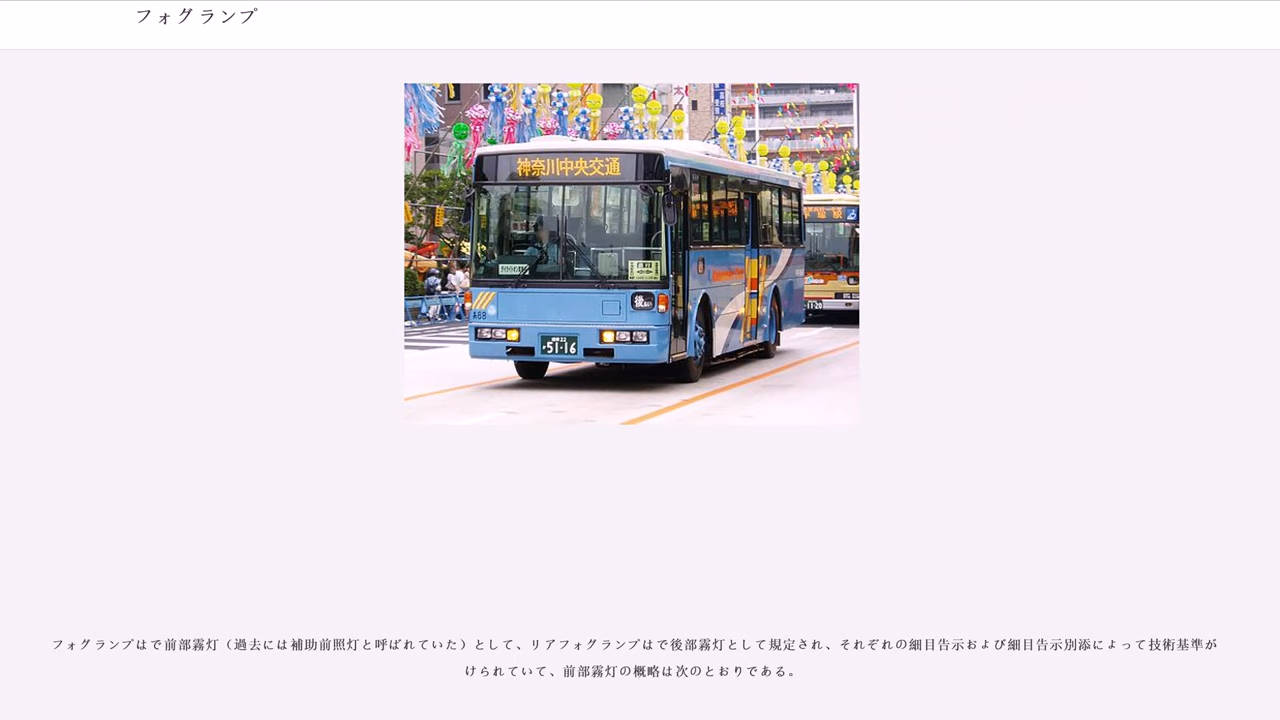 フォグランプ
神奈川中央交通
後
51-16
フォグランプはで前部霧灯（過去には補助前照灯と呼ばれていた）として、リアフォグランプはで後部霧灯として規定され、それぞれの細目告示および細目告示別添によって技術基準が
けられていて、前部霧灯の概略は次のとおりである。